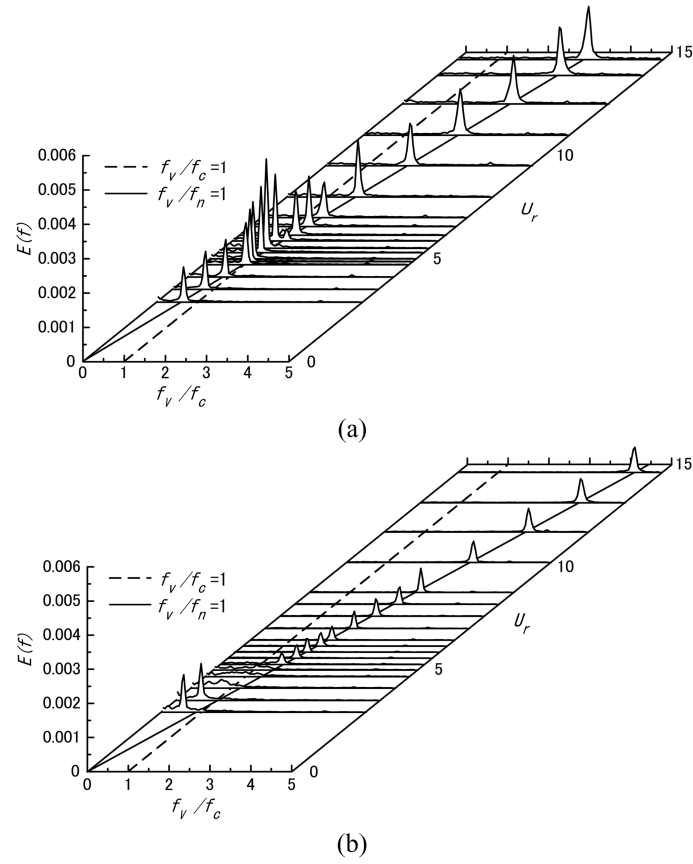 15
0.006
f_v /f_c=1
0.005
f_v /f_n=1
10
0.004
U_r
E(f)
0.003
5
0.002
0.001
0
0
0 1 2 3 4 5
f_v /f_c
(a)
15
0.006
f_v /f_c=1
0.005
f_v /f_n=1
10
0.004
U_r
E(f)
0.003
5
0.002
0.001
0
0
0 1 2 3 4 5
f_v /f_c
(b)